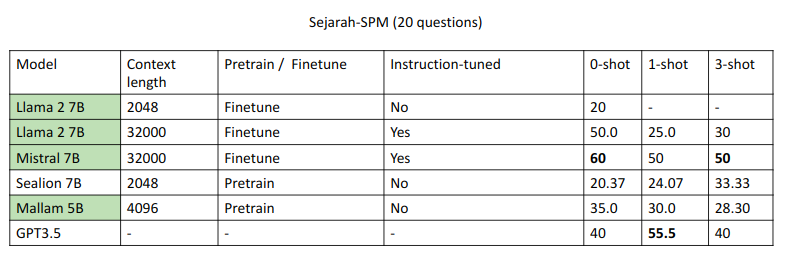 Sejarah-SPM (20 questions)
Model Context length Pretrain / Finetune Instruction-tuned 0-shot 1-shot 3-shot
Llama 2 7B 2048 Finetune No 20 - -
Llama 2 7B 32000 Finetune Yes 50.0 25.0 30
Mistral 7B 32000 Finetune Yes 60 50 50
Sealion 7B 2048 Pretrain No 20.37 24.07 33.33
Mallam 5B 4096 Pretrain No 35.0 30.0 28.30
GPT3.5 - - - 40 55.5 40